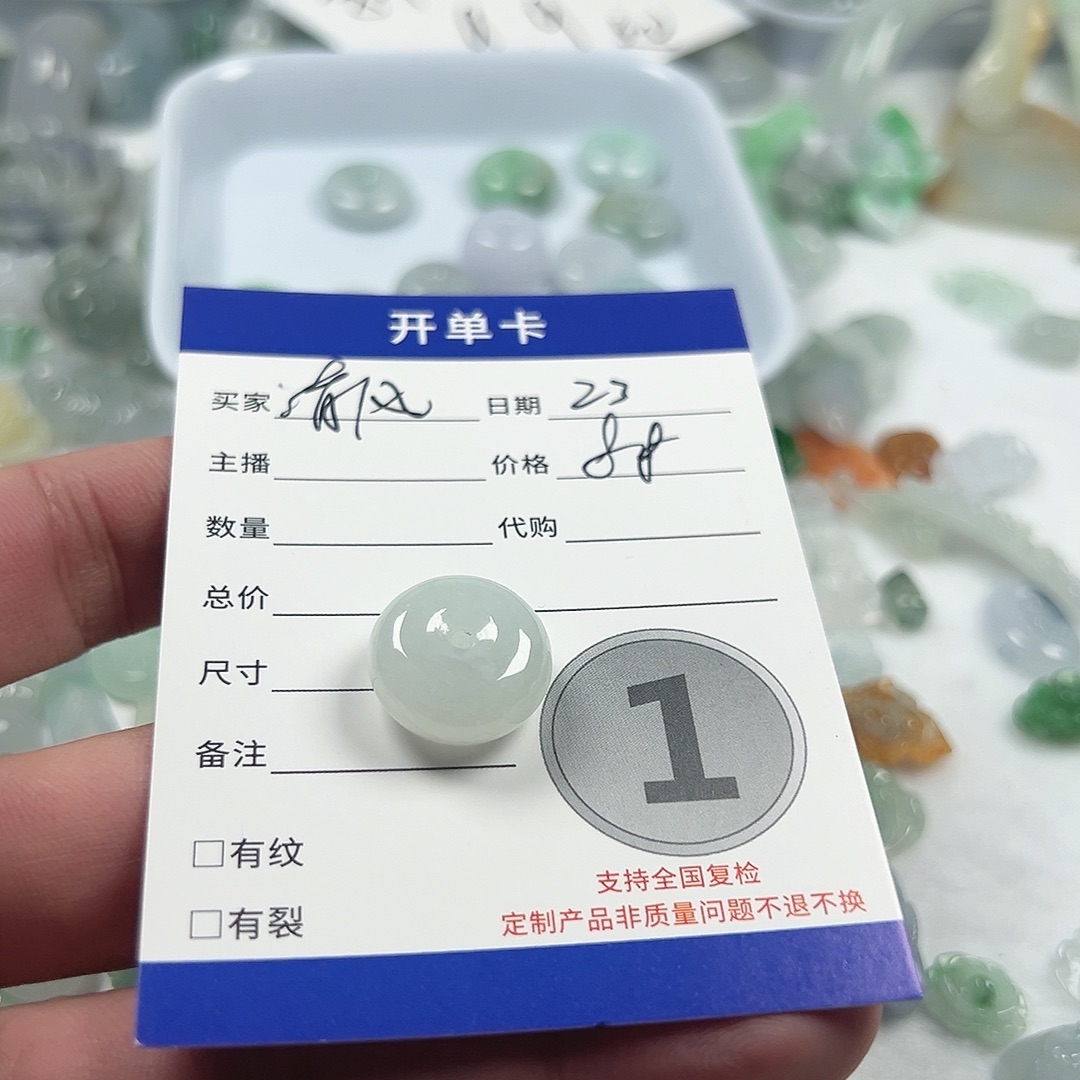 开单卡
买家 清风 日期 23
主播 价格
数量 代购
总价
尺寸
1
备注
□有纹
支持全国复检
定制产品非质量问题不退不换
□有裂